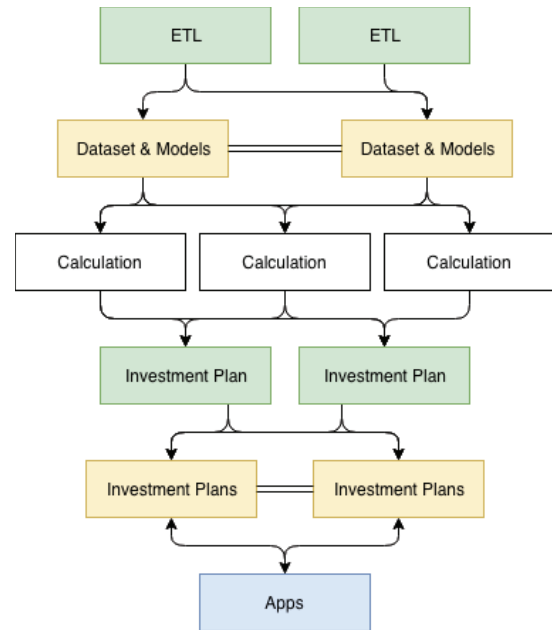 ETL
ETL
Dataset & Models
Dataset & Models
Calculation
Calculation
Calculation
Investment Plan
Investment Plan
Investment Plans
Investment Plans
Apps